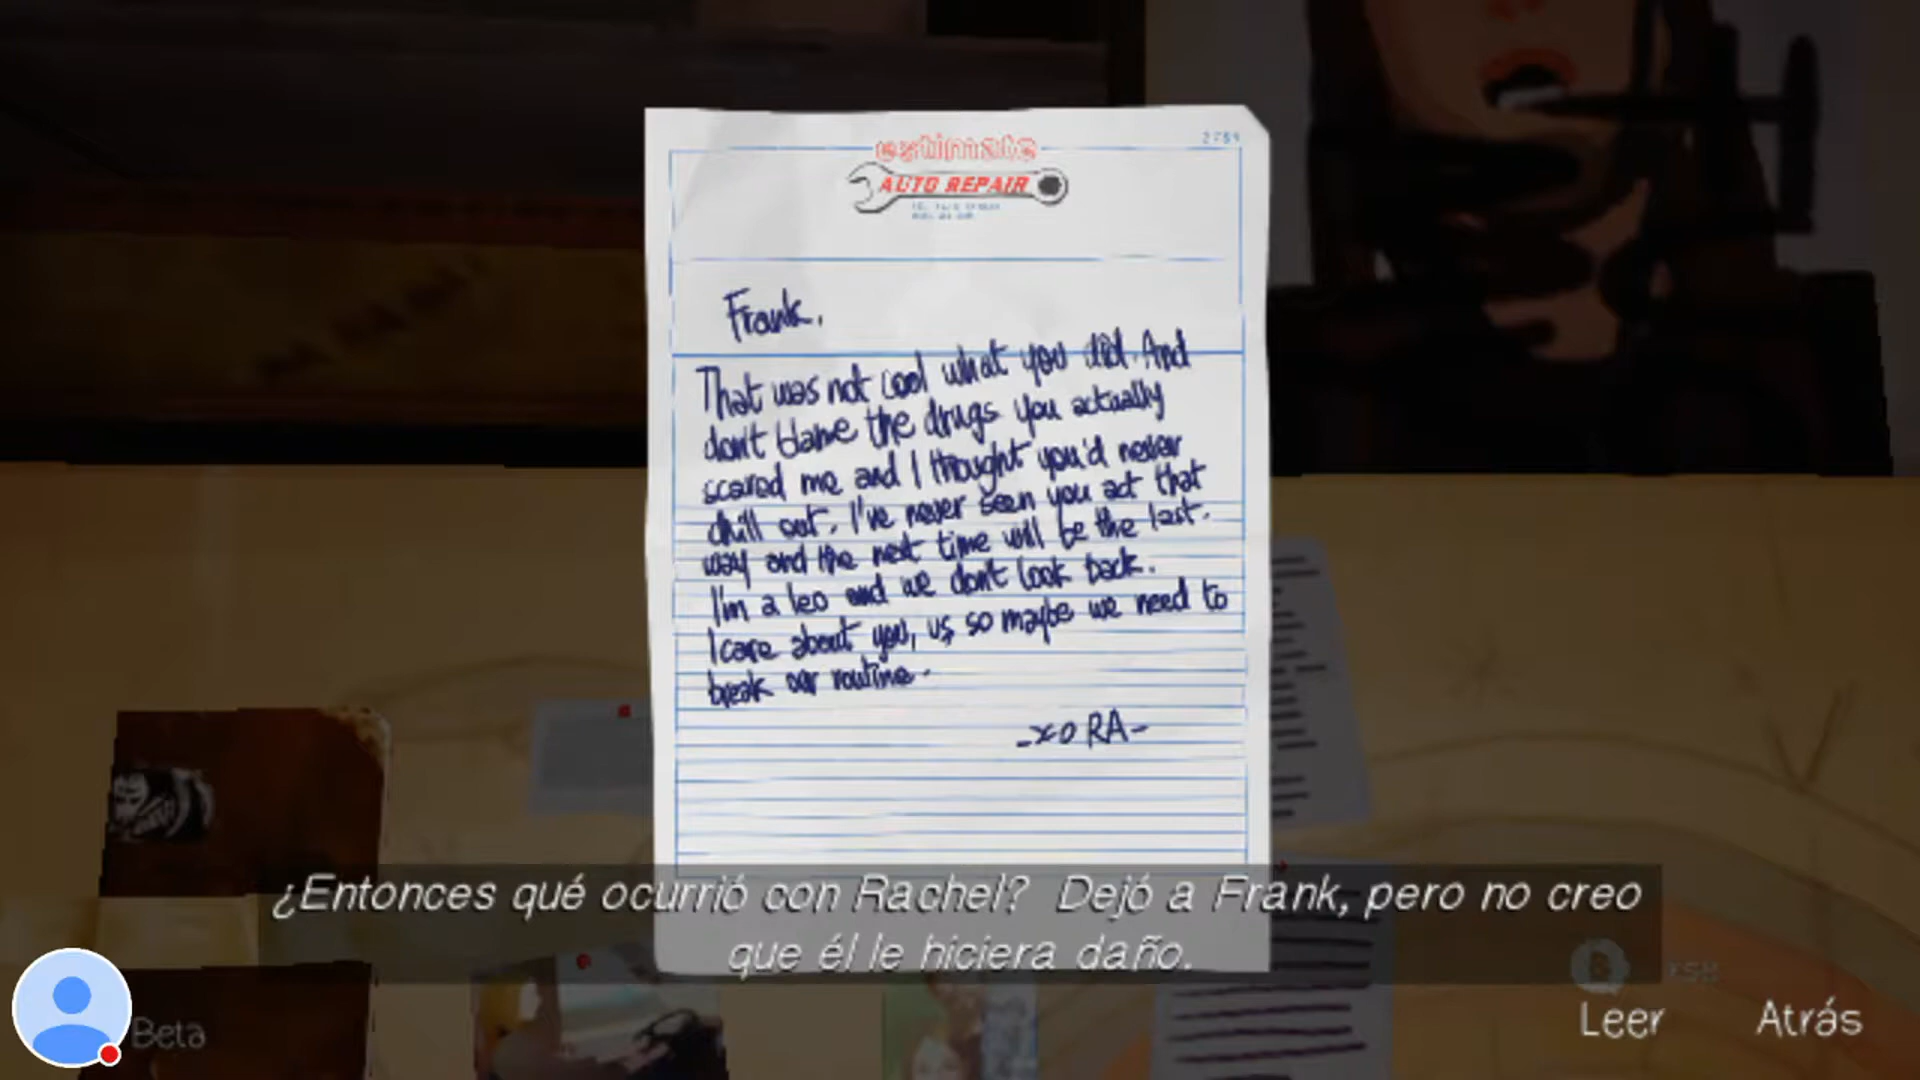 estimate
AUTO REPAIR
Frank,
That was not cool what you did. And
don't blame the drugs you actually
scared me and I thought you'd never
chill out. I've never seen you act that
way and the next time will be the last.
I'm a leo and we don't look back.
I care about you, us, so maybe we need to
break our routine.
-xo RA-
¿Entonces qué ocurrió con Rachel? Dejó a Frank, pero no creo
que él le hiciera daño.
Leer
Atrás
Beta